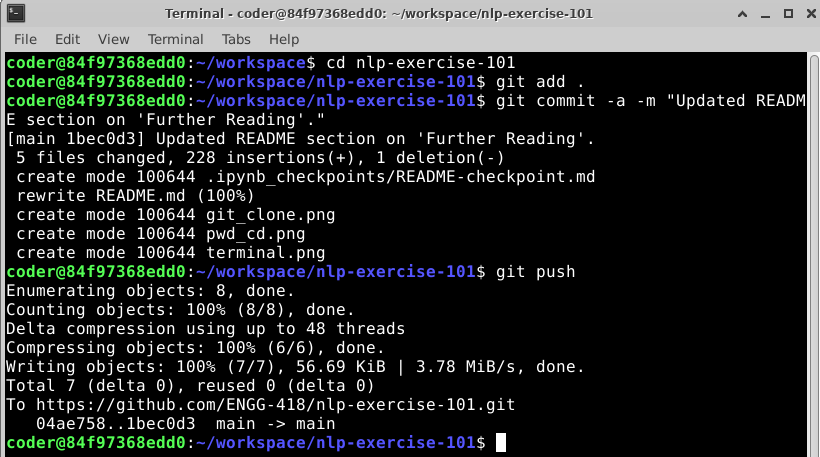 Terminal - coder@84f97368edd0: ~/workspace/nlp-exercise-101
File Edit View Terminal Tabs Help
coder@84f97368edd0:~/workspace$ cd nlp-exercise-101
coder@84f97368edd0:~/workspace/nlp-exercise-101$ git add .
coder@84f97368edd0:~/workspace/nlp-exercise-101$ git commit -a -m "Updated READM
E section on 'Further Reading'."
[main 1bec0d3] Updated README section on 'Further Reading'.
 5 files changed, 228 insertions(+), 1 deletion(-)
 create mode 100644 .ipynb_checkpoints/README-checkpoint.md
 rewrite README.md (100%)
 create mode 100644 git_clone.png
 create mode 100644 pwd_cd.png
 create mode 100644 terminal.png
coder@84f97368edd0:~/workspace/nlp-exercise-101$ git push
Enumerating objects: 8, done.
Counting objects: 100% (8/8), done.
Delta compression using up to 48 threads
Compressing objects: 100% (6/6), done.
Writing objects: 100% (7/7), 56.69 KiB | 3.78 MiB/s, done.
Total 7 (delta 0), reused 0 (delta 0)
To https://github.com/ENGG-418/nlp-exercise-101.git
   04ae758..1bec0d3  main -> main
coder@84f97368edd0:~/workspace/nlp-exercise-101$